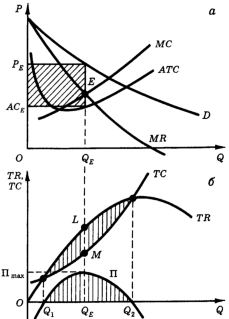 P
а
MC
P_E
E
ATC
AC_E
D
MR
O
Q_E
Q
TR,
TC
б
TC
L
TR
M
П_max
П
O
Q_1
Q_E
Q_2
Q